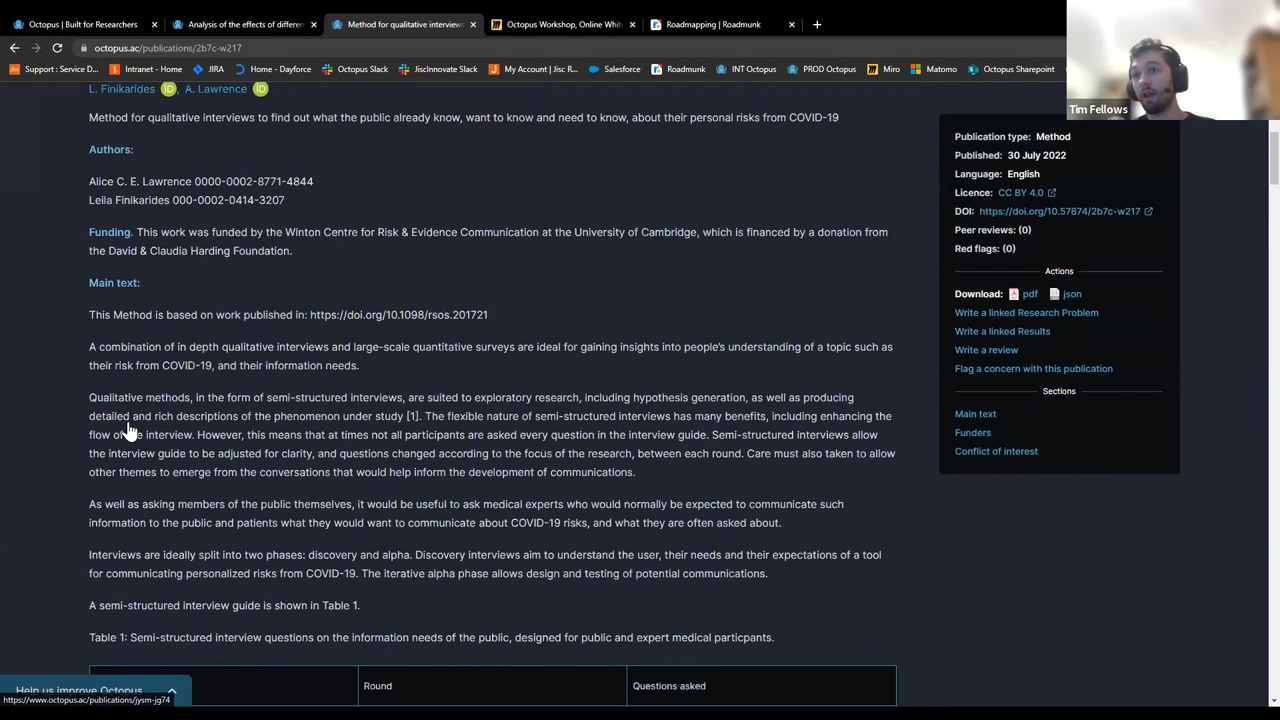 Octopus | Built for Researchers
Analysis of the effects of differen
Method for qualitative interviews
Octopus Workshop, Online Whit
Roadmapping | Roadmunk
octopus.ac/publications/2b7c-w217
Support : Service D...
Intranet - Home
JIRA
Home - Dayforce
Octopus Slack
JiscInnovate Slack
My Account | Jisc R...
Salesforce
Roadmunk
INT Octopus
PROD Octopus
Miro
Matomo
Octopus Sharepoint
Tim Fellows
L. Finikarides iD, A. Lawrence iD
Method for qualitative interviews to find out what the public already know, want to know and need to know, about their personal risks from COVID-19
Authors:
Alice C. E. Lawrence 0000-0002-8771-4844
Leila Finikarides 000-0002-0414-3207
Funding. This work was funded by the Winton Centre for Risk & Evidence Communication at the University of Cambridge, which is financed by a donation from
the David & Claudia Harding Foundation.
Main text:
This Method is based on work published in: https://doi.org/10.1098/rsos.201721
A combination of in depth qualitative interviews and large-scale quantitative surveys are ideal for gaining insights into people's understanding of a topic such as
their risk from COVID-19, and their information needs.
Qualitative methods, in the form of semi-structured interviews, are suited to exploratory research, including hypothesis generation, as well as producing
detailed and rich descriptions of the phenomenon under study [1]. The flexible nature of semi-structured interviews has many benefits, including enhancing the
flow of the interview. However, this means that at times not all participants are asked every question in the interview guide. Semi-structured interviews allow
the interview guide to be adjusted for clarity, and questions changed according to the focus of the research, between each round. Care must also taken to allow
other themes to emerge from the conversations that would help inform the development of communications.
As well as asking members of the public themselves, it would be useful to ask medical experts who would normally be expected to communicate such
information to the public and patients what they would want to communicate about COVID-19 risks, and what they are often asked about.
Interviews are ideally split into two phases: discovery and alpha. Discovery interviews aim to understand the user, their needs and their expectations of a tool
for communicating personalized risks from COVID-19. The iterative alpha phase allows design and testing of potential communications.
A semi-structured interview guide is shown in Table 1.
Table 1: Semi-structured interview questions on the information needs of the public, designed for public and expert medical particpants.
Round
Questions asked
Publication type: Method
Published: 30 July 2022
Language: English
Licence: CC BY 4.0
DOI: https://doi.org/10.57874/2b7c-w217
Peer reviews: (0)
Red flags: (0)
Actions
Download: pdf json
Write a linked Research Problem
Write a linked Results
Write a review
Flag a concern with this publication
Sections
Main text
Funders
Conflict of interest
Help us improve Octopus
https://www.octopus.ac/publications/jysm-jg74